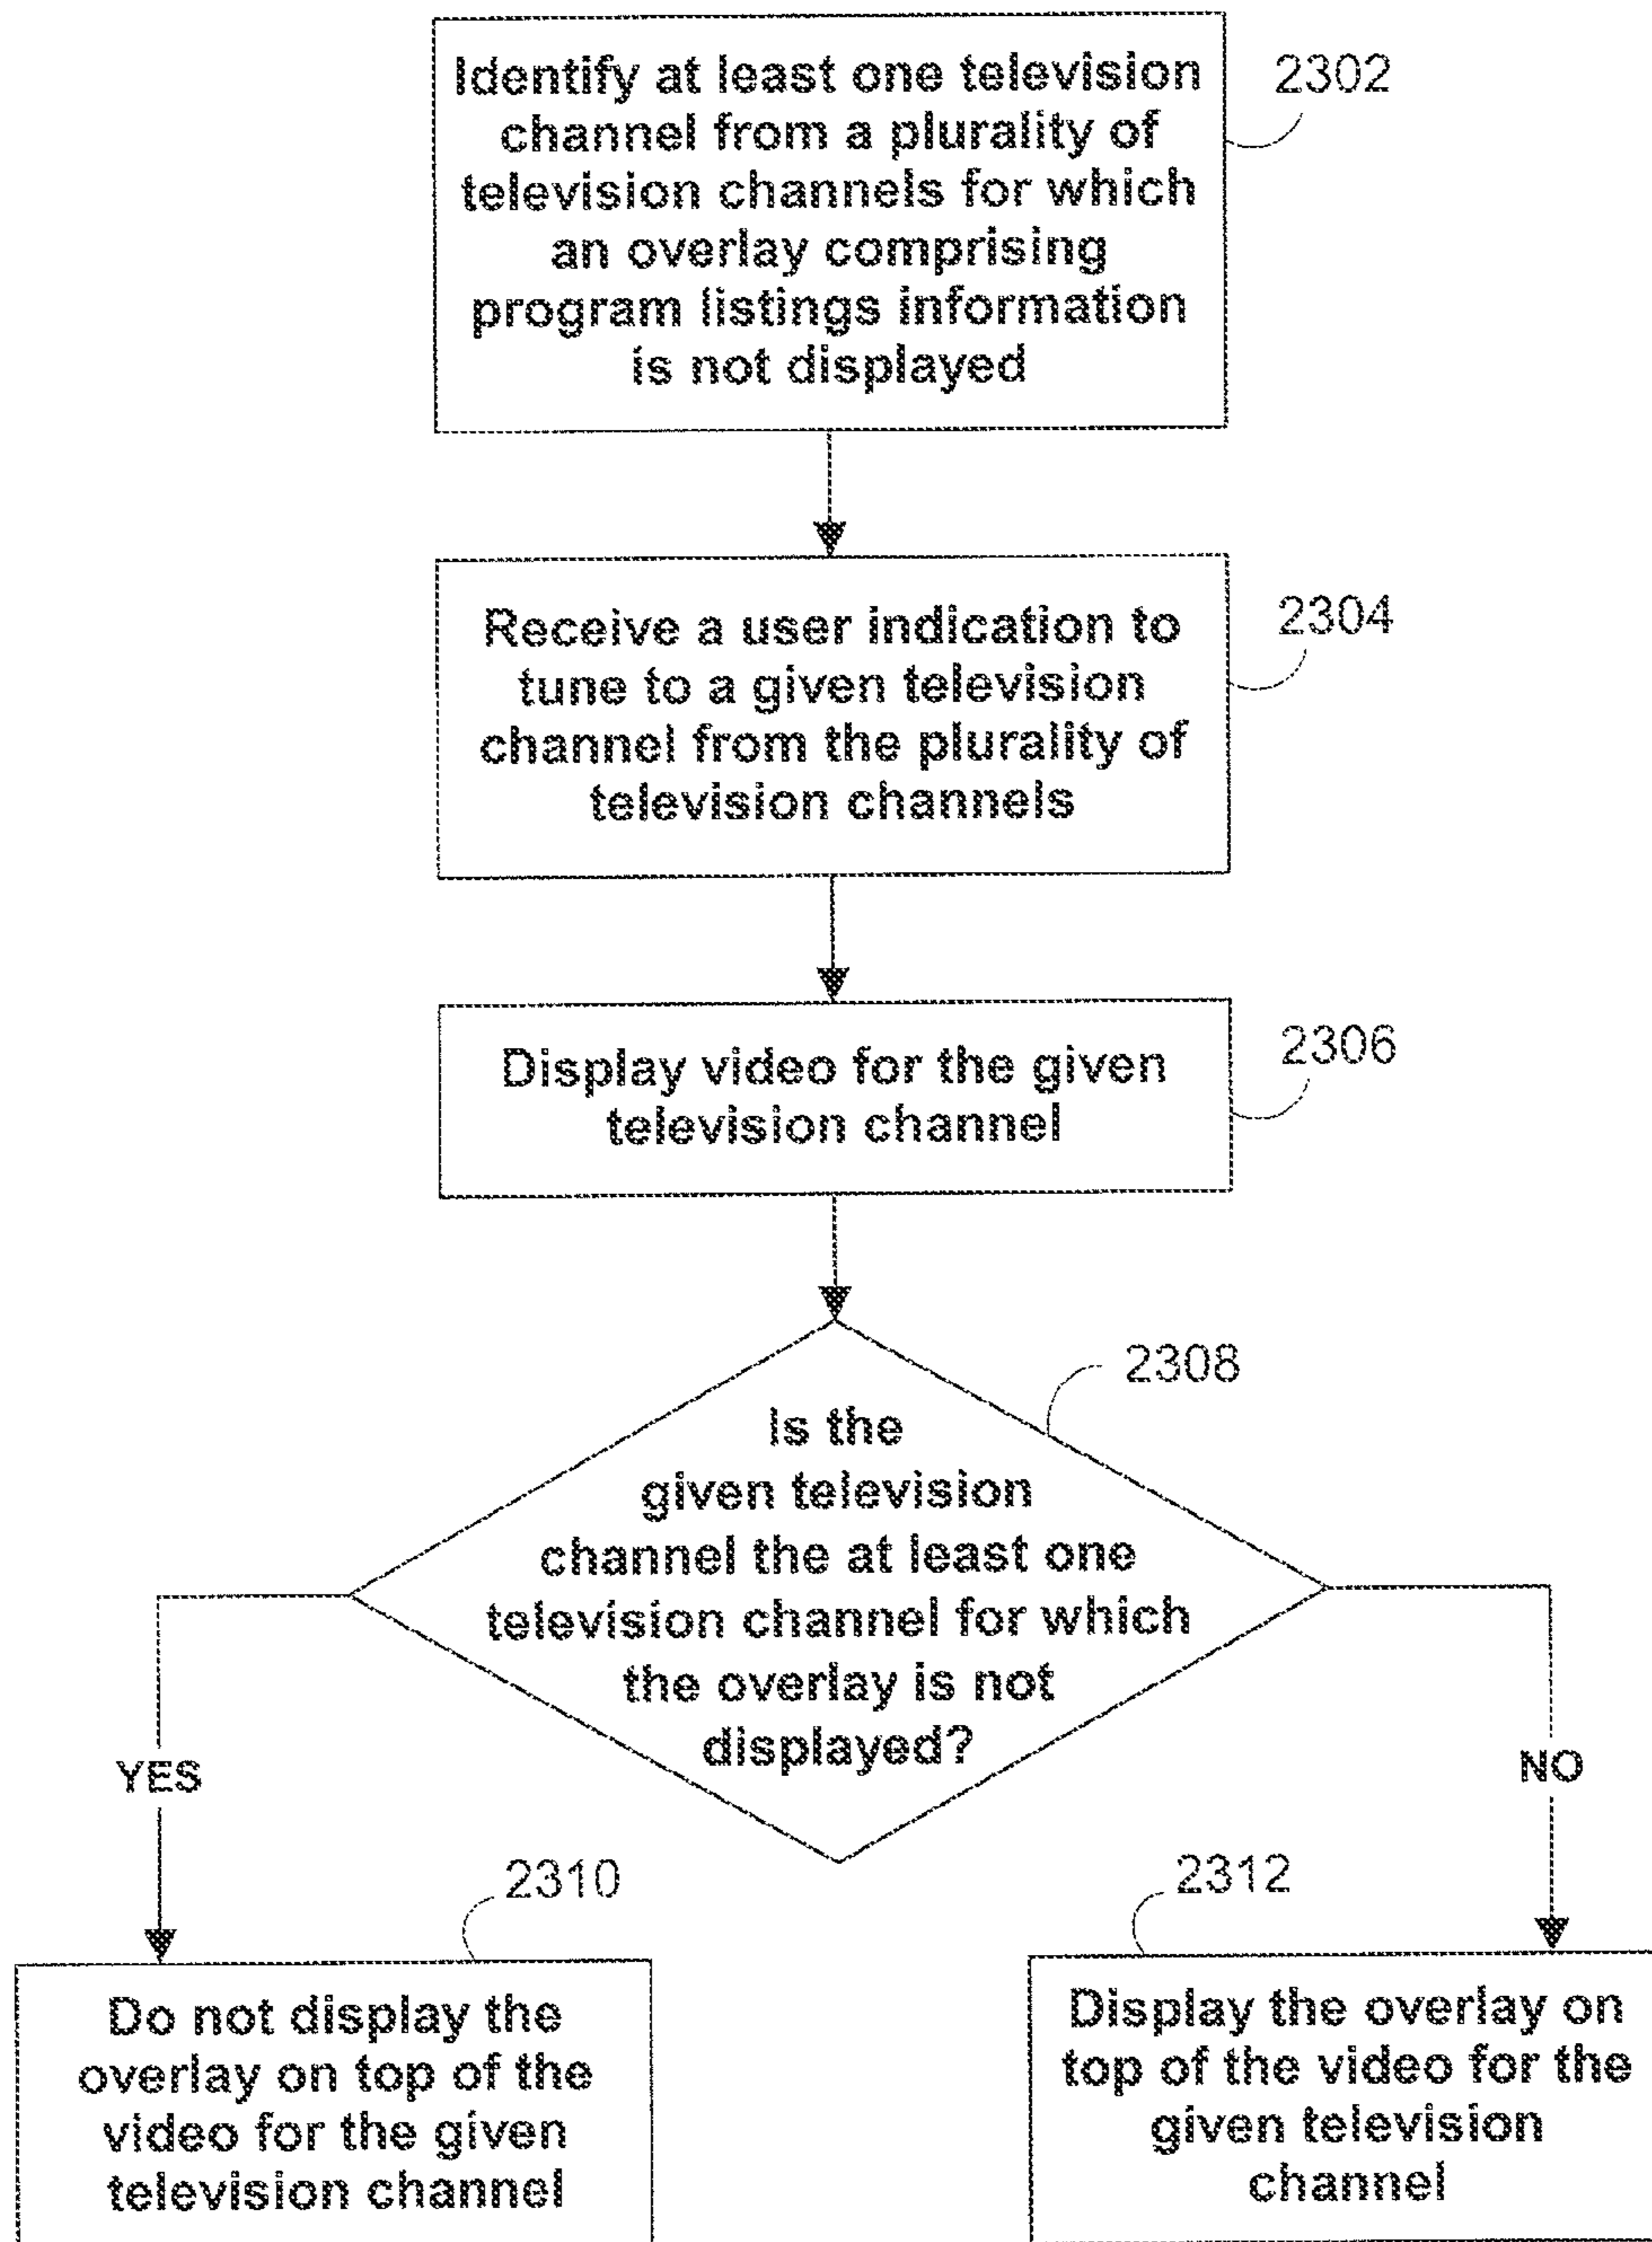 Identify at least one television
channel from a plurality of
television channels for which
an overlay comprising
program listings information
is not displayed
2302
Receive a user indication to
tune to a given television
channel from the plurality of
television channels
2304
Display video for the given
television channel
2306
2308
Is the
given television
channel the at least one
television channel for which
the overlay is not
displayed?
YES
NO
2310
Do not display the
overlay on top of the
video for the given
television channel
2312
Display the overlay on
top of the video for the
given television
channel